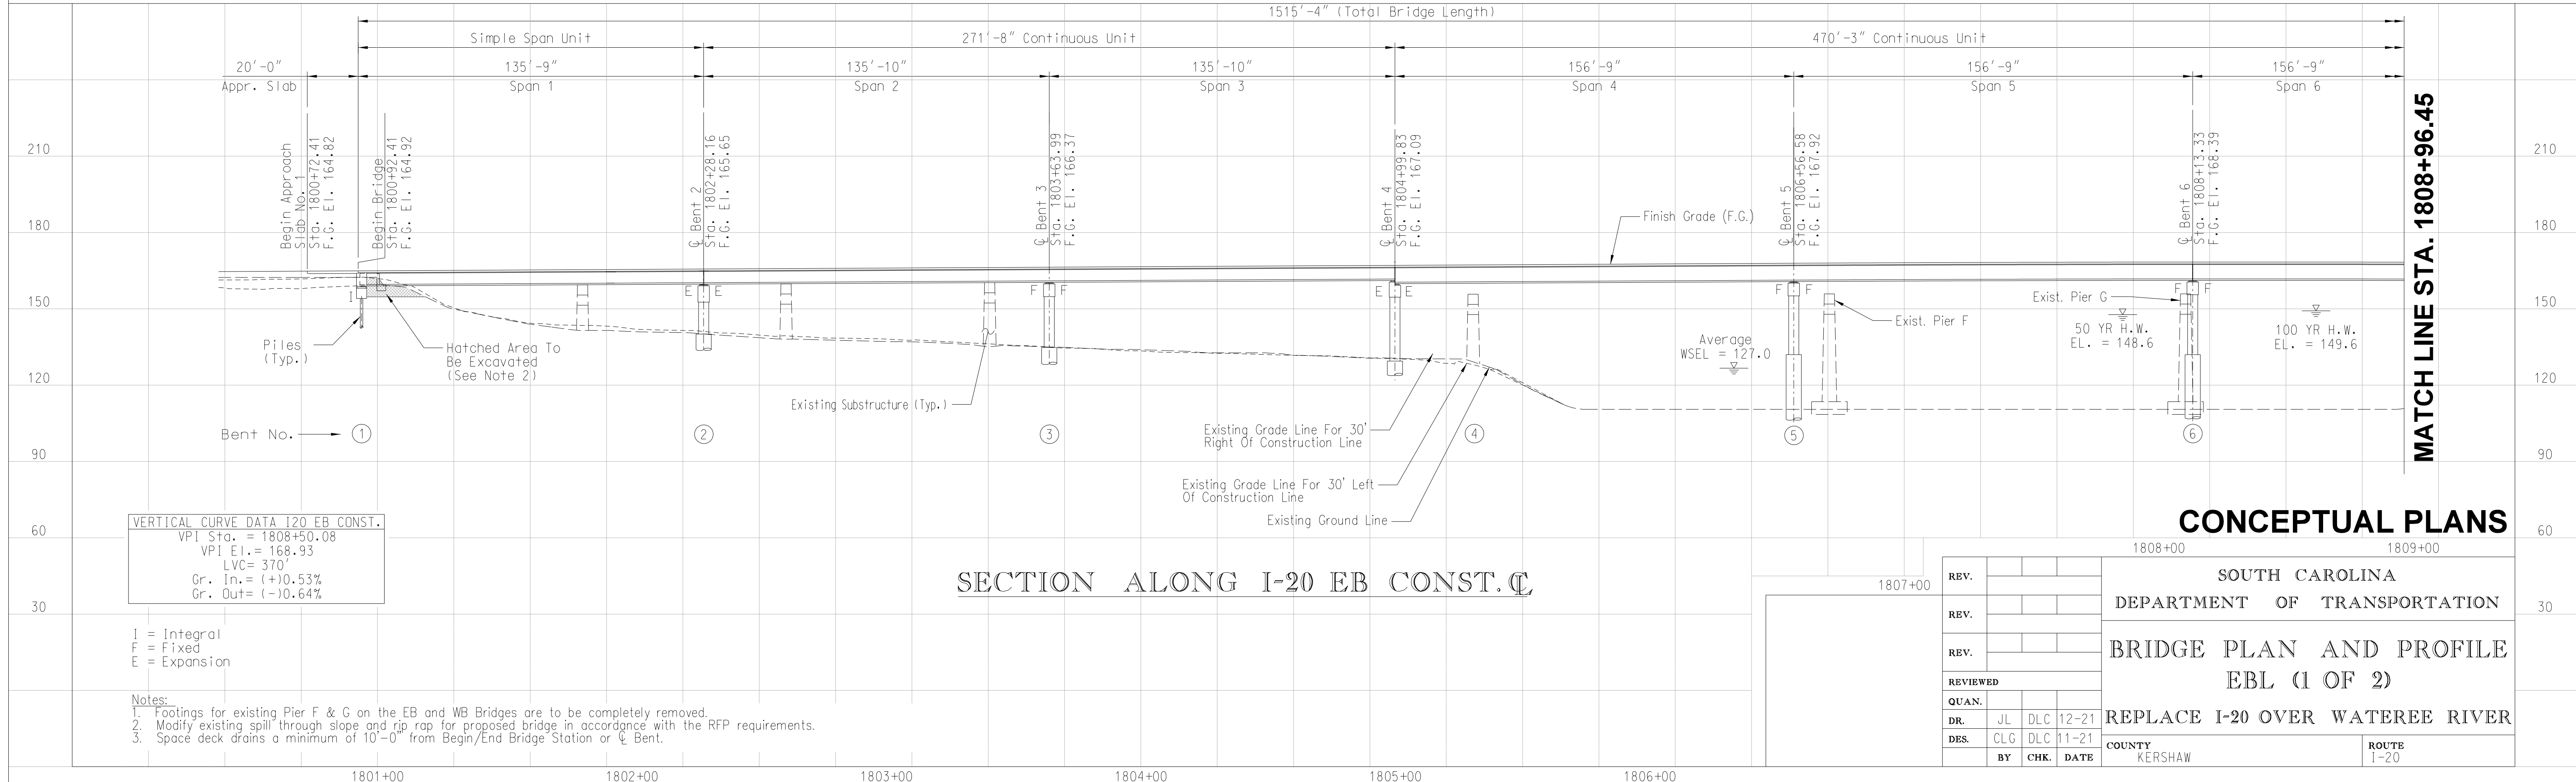 1515'-4" (Total Bridge Length)
Simple Span Unit
271'-8" Continuous Unit
470'-3" Continuous Unit
20'-0"
Appr. Slab
135'-9"
Span 1
135'-10"
Span 2
135'-10"
Span 3
156'-9"
Span 4
156'-9"
Span 5
156'-9"
Span 6
Begin Approach
Slab No. 1
Sta. 1800+72.41
F.G. El. 164.82
Begin Bridge
Sta. 1800+92.41
F.G. El. 164.92
℄ Bent 2
Sta. 1802+28.16
F.G. El. 165.65
℄ Bent 3
Sta. 1803+63.99
F.G. El. 166.37
℄ Bent 4
Sta. 1804+99.83
F.G. El. 167.09
℄ Bent 5
Sta. 1806+56.58
F.G. El. 167.92
℄ Bent 6
Sta. 1808+13.33
F.G. El. 168.39
MATCH LINE STA. 1808+96.45
210
180
150
120
90
60
30
210
180
150
120
90
60
30
Finish Grade (F.G.)
I
E E
F F
E E
F F
F F
Piles
(Typ.)
Hatched Area To
Be Excavated
(See Note 2)
Existing Substructure (Typ.)
Average
WSEL = 127.0
Exist. Pier F
Exist. Pier G
50 YR H.W.
EL. = 148.6
100 YR H.W.
EL. = 149.6
Bent No.
1
2
3
4
5
6
Existing Grade Line For 30'
Right Of Construction Line
Existing Grade Line For 30' Left
Of Construction Line
Existing Ground Line
VERTICAL CURVE DATA I20 EB CONST.
VPI Sta. = 1808+50.08
VPI El.= 168.93
LVC= 370'
Gr. In.= (+)0.53%
Gr. Out= (-)0.64%
SECTION ALONG I-20 EB CONST. ℄
I = Integral
F = Fixed
E = Expansion
Notes:
1. Footings for existing Pier F & G on the EB and WB Bridges are to be completely removed.
2. Modify existing spill through slope and rip rap for proposed bridge in accordance with the RFP requirements.
3. Space deck drains a minimum of 10'-0" from Begin/End Bridge Station or ℄ Bent.
1801+00
1802+00
1803+00
1804+00
1805+00
1806+00
1807+00
1808+00
1809+00
CONCEPTUAL PLANS
REV.
REV.
REV.
REVIEWED
QUAN.
DR. JL DLC 12-21
DES. CLG DLC 11-21
BY CHK. DATE
SOUTH CAROLINA
DEPARTMENT OF TRANSPORTATION
BRIDGE PLAN AND PROFILE
EBL (1 OF 2)
REPLACE I-20 OVER WATEREE RIVER
COUNTY
KERSHAW
ROUTE
I-20